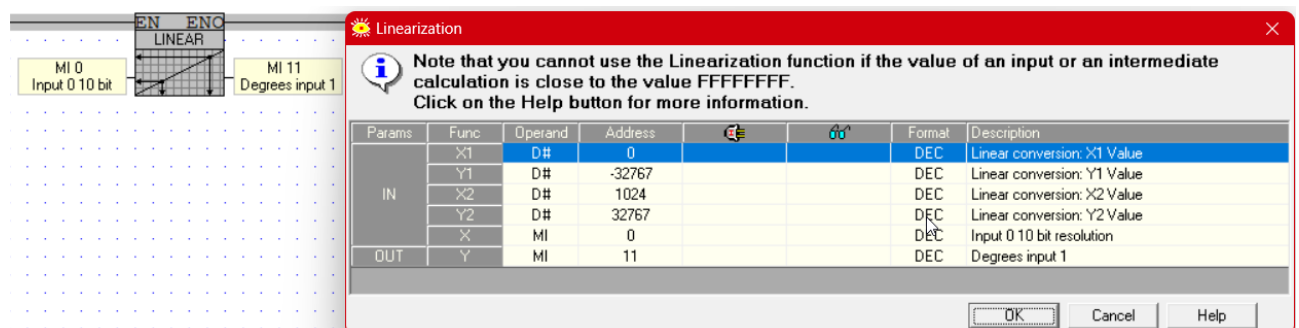 EN ENO
LINEAR
MI 0
Input 0 10 bit
MI 11
Degrees input 1
Linearization
Note that you cannot use the Linearization function if the value of an input or an intermediate
calculation is close to the value FFFFFFFF.
Click on the Help button for more information.
Params Func Operand Address Format Description
X1 D# 0 DEC Linear conversion: X1 Value
Y1 D# -32767 DEC Linear conversion: Y1 Value
IN X2 D# 1024 DEC Linear conversion: X2 Value
Y2 D# 32767 DEC Linear conversion: Y2 Value
X MI 0 DEC Input 0 10 bit resolution
OUT Y MI 11 DEC Degrees input 1
OK Cancel Help